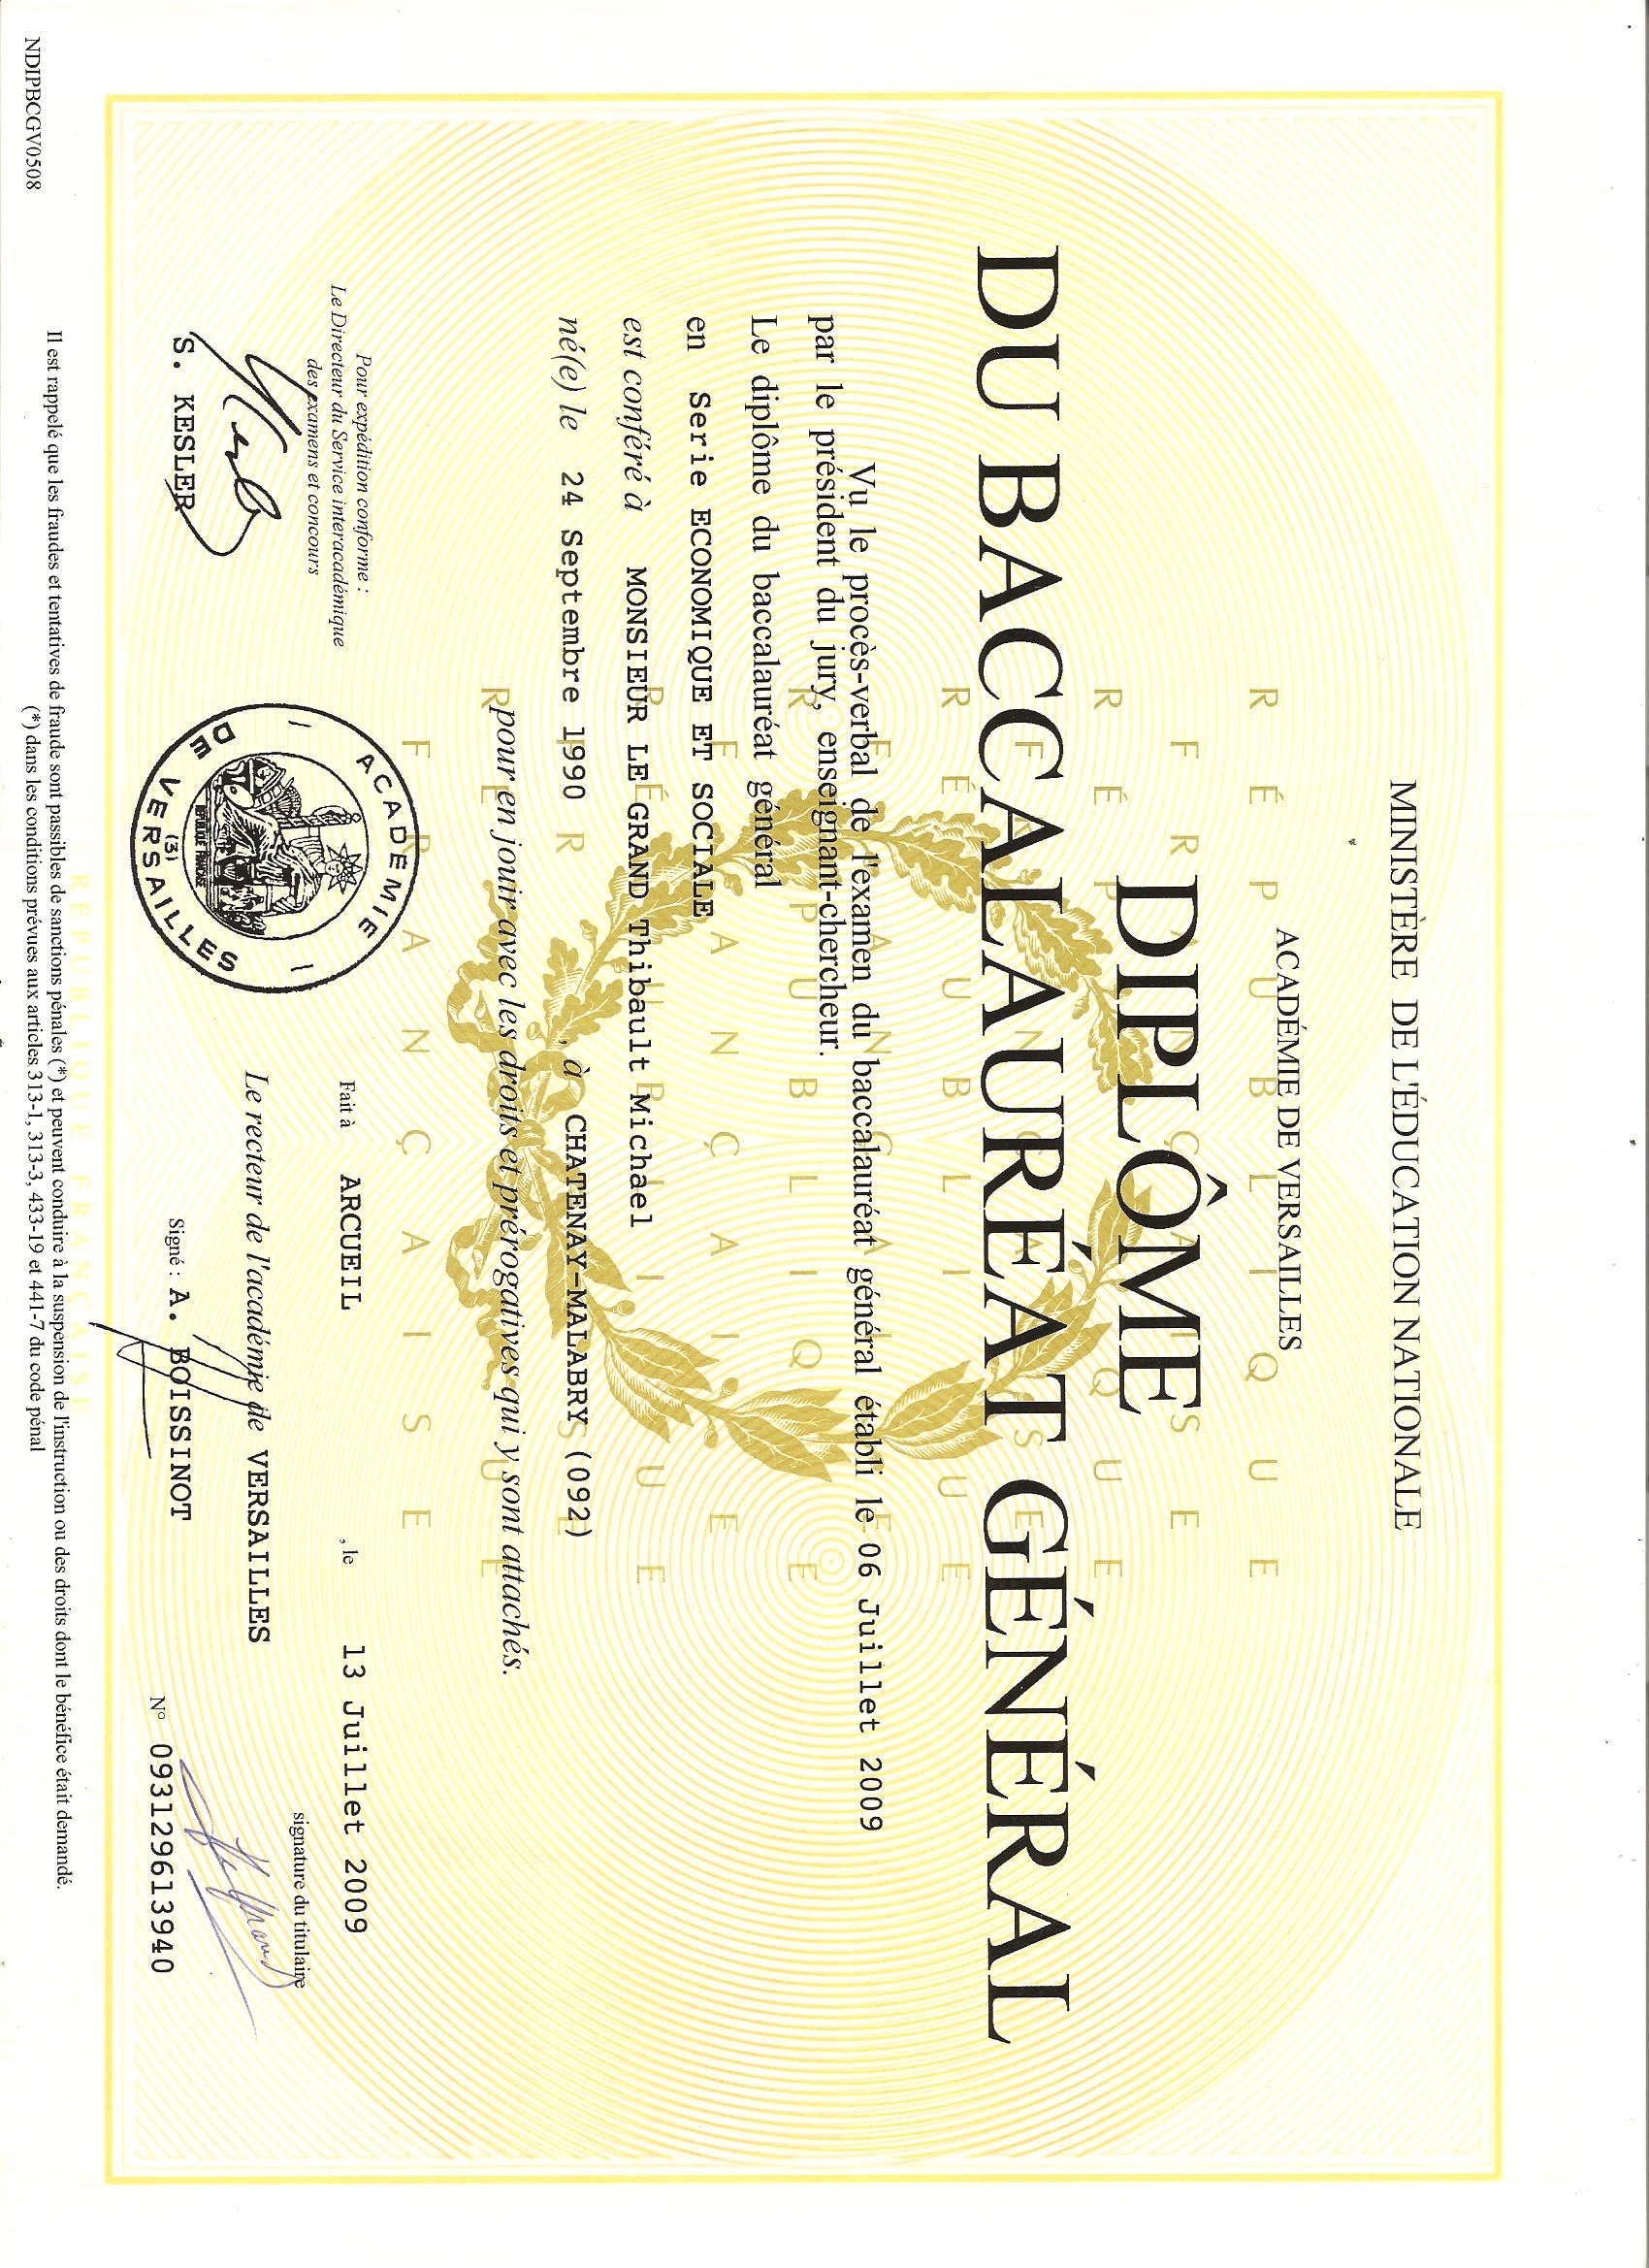 MINISTÈRE DE L'ÉDUCATION NATIONALE
ACADÉMIE DE VERSAILLES
DIPLÔME
DU BACCALAURÉAT GÉNÉRAL
Vu le procès-verbal de l'examen du baccalauréat général établi le 06 Juillet 2009
par le président du jury, enseignant-chercheur.
Le diplôme du baccalauréat général
en Serie ECONOMIQUE ET SOCIALE
est conféré à MONSIEUR LE GRAND Thibault Michael
né(e) le 24 Septembre 1990 , à CHATENAY-MALABRY (092)
pour en jouir avec les droits et prérogatives qui y sont attachés.
Pour expédition conforme :
Le Directeur du Service interacadémique
des examens et concours
S. KESLER
ACADÉMIE
DE VERSAILLES
(3)
RÉPUBLIQUE FRANÇAISE
Fait à ARCUEIL , le 13 Juillet 2009
Le recteur de l'académie de VERSAILLES
Signé : A. BOISSINOT
signature du titulaire
N° 093129613940
RÉPUBLIQUE FRANÇAISE
Il est rappelé que les fraudes et tentatives de fraude sont passibles de sanctions pénales (*) et peuvent conduire à la suspension de l'instruction ou des droits dont le bénéfice était demandé.
(*) dans les conditions prévues aux articles 313-1, 313-3, 433-19 et 441-7 du code pénal
NDIPBCGV0508